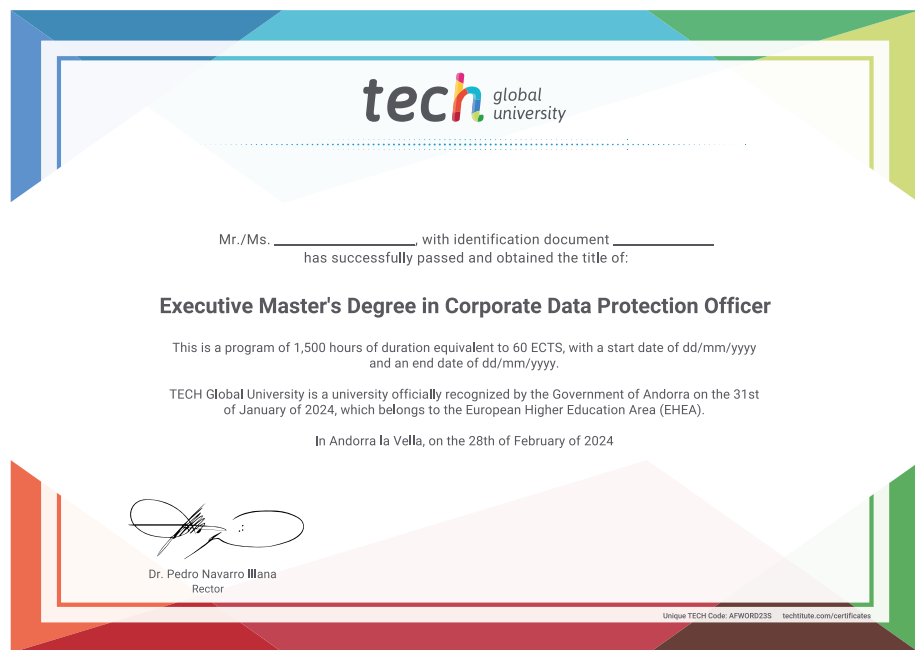 tech global university
Mr./Ms. ____________, with identification document ____________
has successfully passed and obtained the title of:
Executive Master's Degree in Corporate Data Protection Officer
This is a program of 1,500 hours of duration equivalent to 60 ECTS, with a start date of dd/mm/yyyy
and an end date of dd/mm/yyyy.
TECH Global University is a university officially recognized by the Government of Andorra on the 31st
of January of 2024, which belongs to the European Higher Education Area (EHEA).
In Andorra la Vella, on the 28th of February of 2024
Dr. Pedro Navarro Illana
Rector
Unique TECH Code: AFWORD23S techtitute.com/certificates